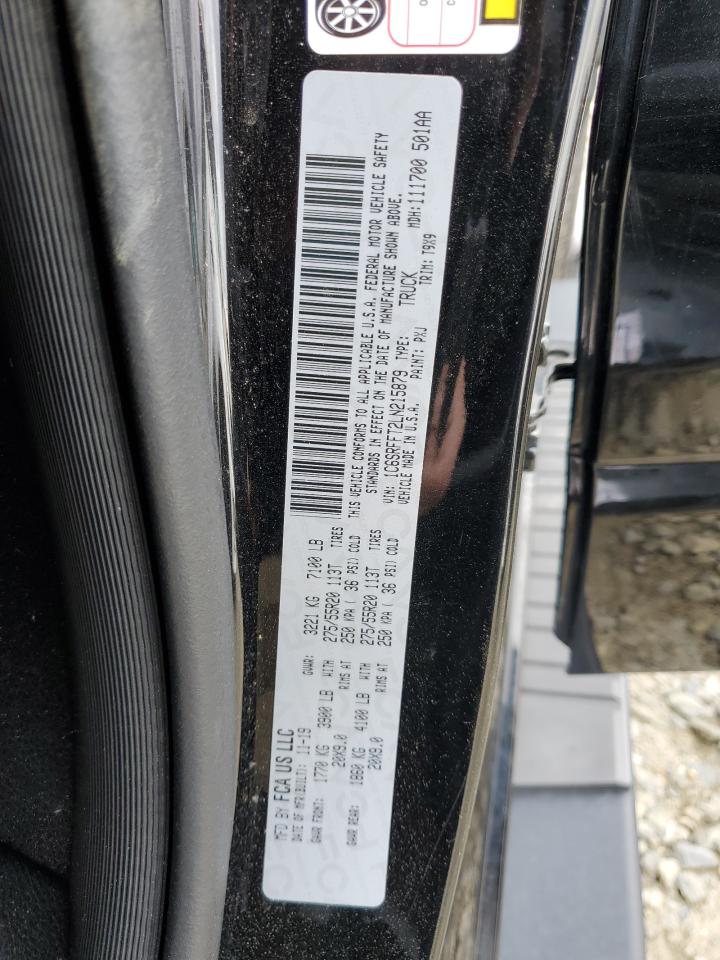 MFD BY FCA US LLC
DATE OF MFR(BUILT): 11-19 GVWR: 3221 KG 7100 LB
GAWR FRONT: 1770 KG 3900 LB WITH 275/55R20 113T TIRES
20X9.0 RIMS AT 250 KPA ( 36 PSI) COLD
GAWR REAR: 1860 KG 4100 LB WITH 275/55R20 113T TIRES
20X9.0 RIMS AT 250 KPA ( 36 PSI) COLD
THIS VEHICLE CONFORMS TO ALL APPLICABLE U.S.A. FEDERAL MOTOR VEHICLE SAFETY
STANDARDS IN EFFECT ON THE DATE OF MANUFACTURE SHOWN ABOVE.
VIN: 1C6SRFFT2LN215879 TYPE: TRUCK MDH:111700 501AA
VEHICLE MADE IN U.S.A. PAINT: PXJ TRIM: T9X9